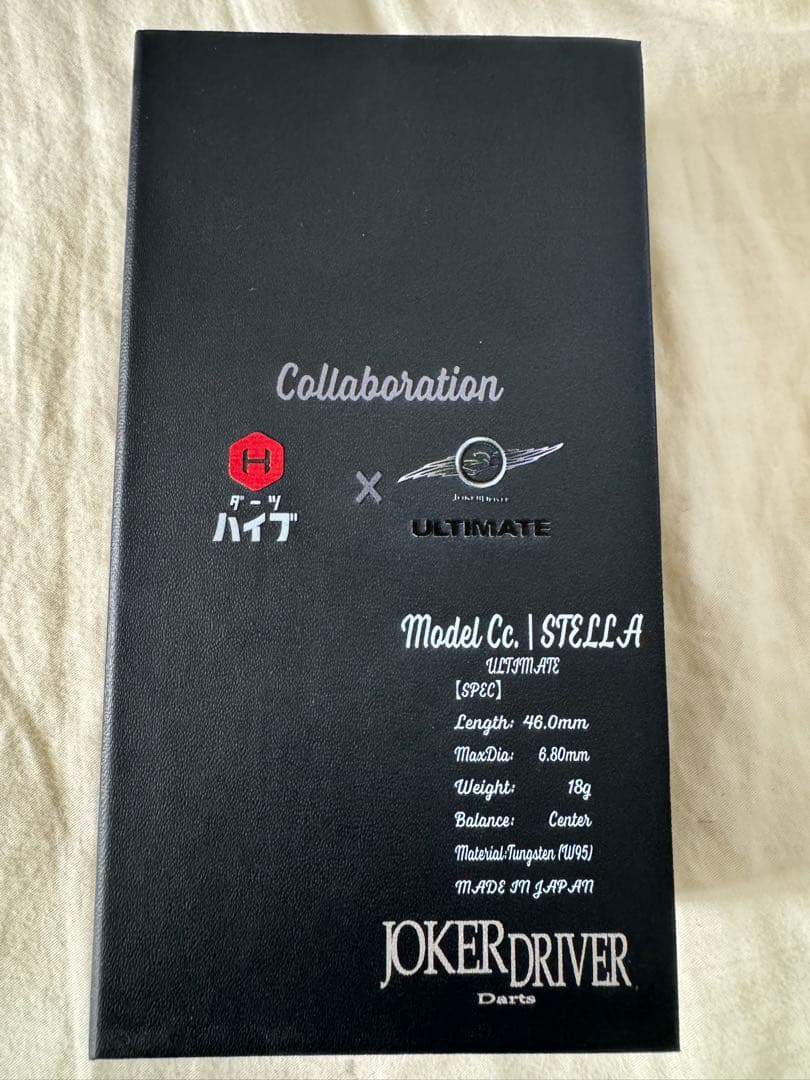 Collaboration
H
ダーツ
ハイブ
X
JOKERDRIVER
ULTIMATE
Model Cc. | STELLA
ULTIMATE
【SPEC】
Length: 46.0mm
MaxDia: 6.80mm
Weight: 18g
Balance: Center
Material:Tungsten (W95)
MADE IN JAPAN
JOKERDRIVER
Darts